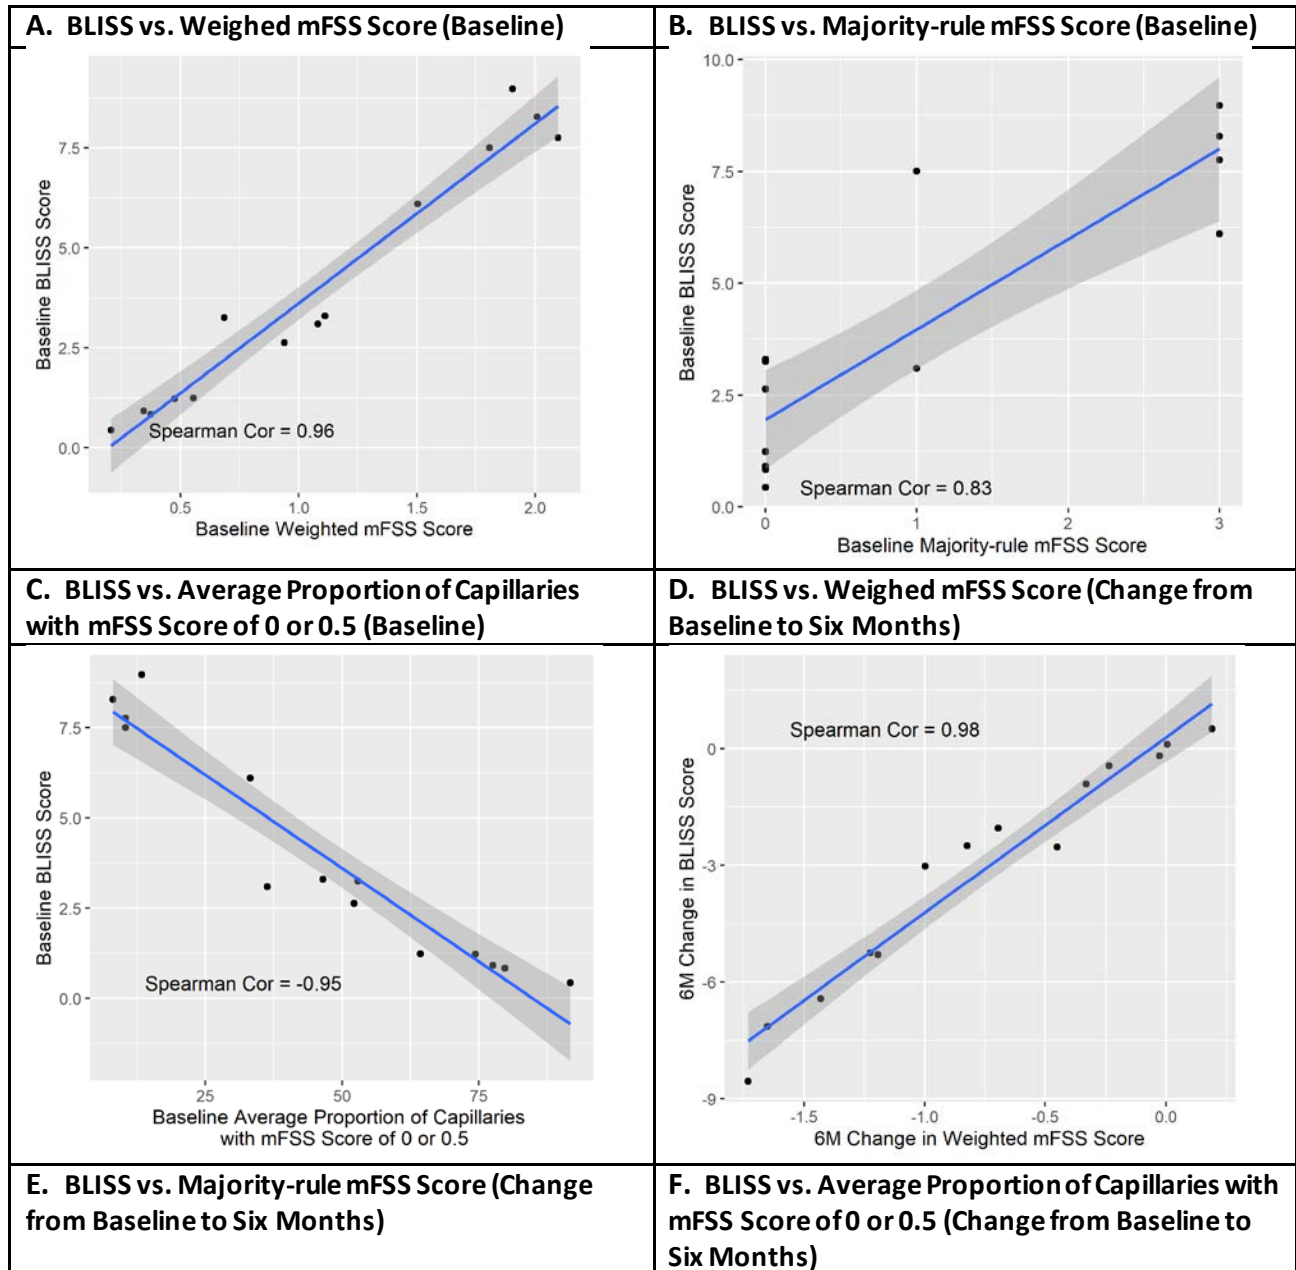 A. BLISS vs. Weighed mFSS Score (Baseline)
B. BLISS vs. Majority-rule mFSS Score (Baseline)
7.5
5.0
2.5
0.0
Baseline BLISS Score
Spearman Cor = 0.96
0.5 1.0 1.5 2.0
Baseline Weighted mFSS Score
10.0
7.5
5.0
2.5
0.0
Baseline BLISS Score
Spearman Cor = 0.83
0 1 2 3
Baseline Majority-rule mFSS Score
C. BLISS vs. Average Proportion of Capillaries
with mFSS Score of 0 or 0.5 (Baseline)
D. BLISS vs. Weighed mFSS Score (Change from
Baseline to Six Months)
7.5
5.0
2.5
0.0
Baseline BLISS Score
Spearman Cor = -0.95
25 50 75
Baseline Average Proportion of Capillaries
with mFSS Score of 0 or 0.5
0
-3
-6
-9
6M Change in BLISS Score
Spearman Cor = 0.98
-1.5 -1.0 -0.5 0.0
6M Change in Weighted mFSS Score
E. BLISS vs. Majority-rule mFSS Score (Change
from Baseline to Six Months)
F. BLISS vs. Average Proportion of Capillaries with
mFSS Score of 0 or 0.5 (Change from Baseline to
Six Months)